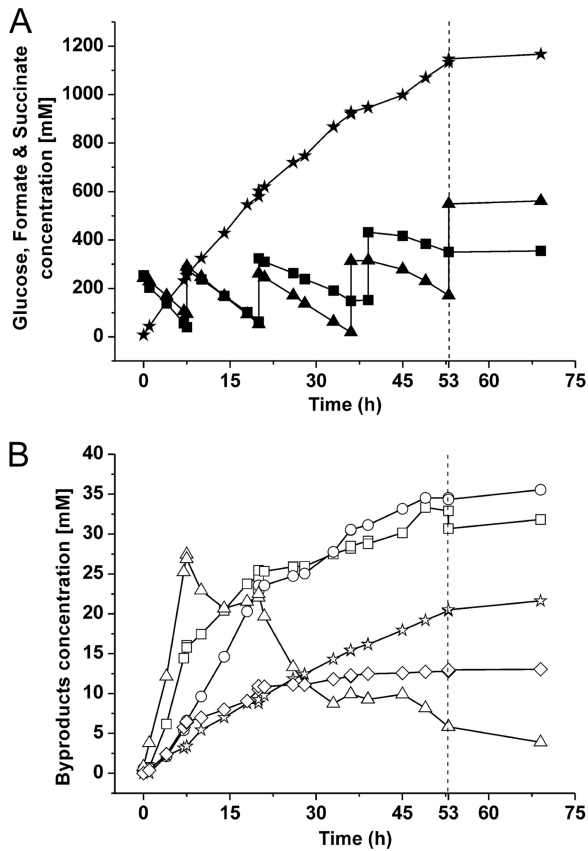 A
Glucose, Formate & Succinate
concentration [mM]
1200
1000
800
600
400
200
0
0 15 30 45 53 60 75
Time (h)
B
Byproducts concentration [mM]
40
35
30
25
20
15
10
5
0
0 15 30 45 53 60 75
Time (h)